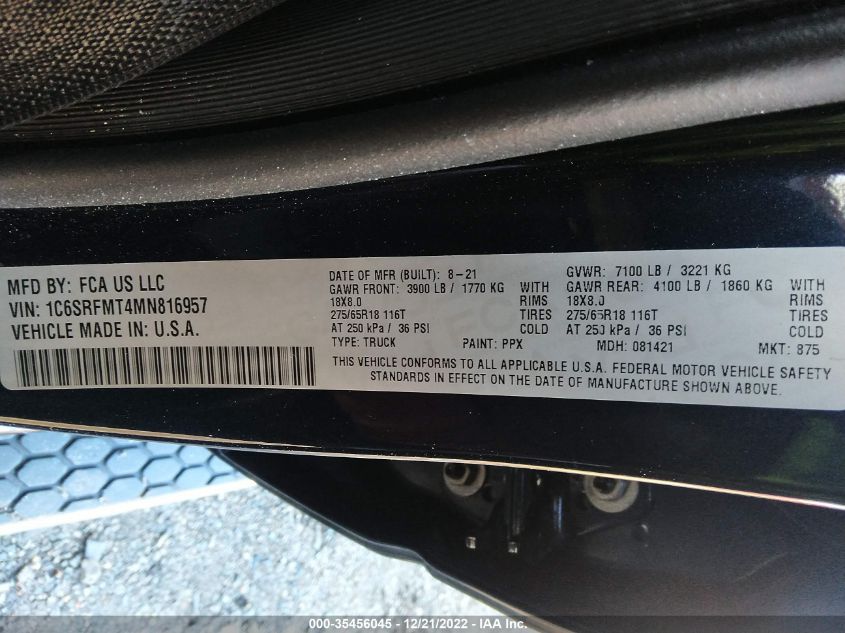 MFD BY: FCA US LLC
VIN: 1C6SRFMT4MN816957
VEHICLE MADE IN: U.S.A.
DATE OF MFR (BUILT): 8-21
GAWR FRONT: 3900 LB / 1770 KG WITH
18X8.0 RIMS
275/65R18 116T TIRES
AT 250 kPa / 36 PSI COLD
TYPE: TRUCK PAINT: PPX
GVWR: 7100 LB / 3221 KG
GAWR REAR: 4100 LB / 1860 KG WITH
18X8.0 RIMS
275/65R18 116T TIRES
AT 250 kPa / 36 PSI COLD
MDH: 081421 MKT: 875
THIS VEHICLE CONFORMS TO ALL APPLICABLE U.S.A. FEDERAL MOTOR VEHICLE SAFETY
STANDARDS IN EFFECT ON THE DATE OF MANUFACTURE SHOWN ABOVE.
--- 35456045 -- 12/21/2022 -- IAA Inc.